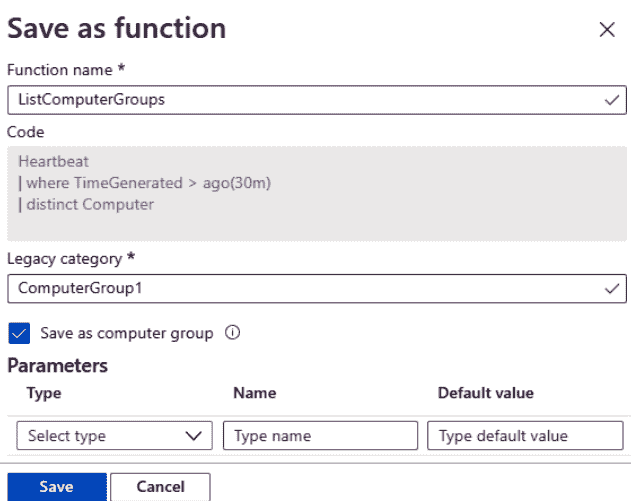 Save as function
Function name *
ListComputerGroups
Code
Heartbeat
| where TimeGenerated > ago(30m)
| distinct Computer
Legacy category *
ComputerGroup1
Save as computer group
Parameters
Type Name Default value
Select type Type name Type default value
Save Cancel